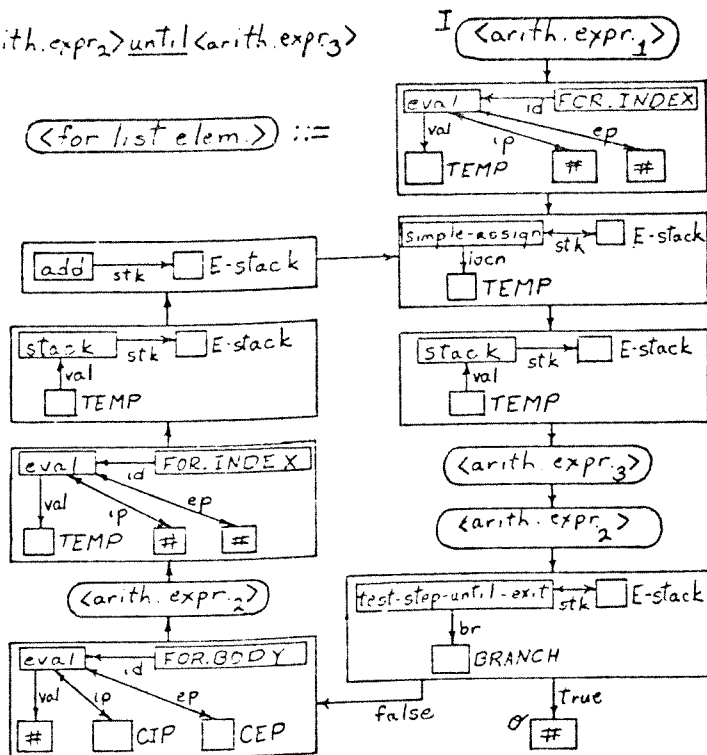 ith.expr₂> until <arith.expr₃>
<for list elem.> ::=
I
<arith.expr.₁>
eval
id
FOR.INDEX
val
ip
ep
TEMP
#
#
simple-assign
stk
E-stack
locn
TEMP
stack
stk
E-stack
val
TEMP
<arith.expr.₃>
<arith.expr.₂>
test-step-until-exit
stk
E-stack
br
BRANCH
false
true
O
#
add
stk
E-stack
stack
stk
E-stack
val
TEMP
eval
id
FOR.INDEX
val
ip
ep
TEMP
#
#
<arith.expr.₂>
eval
id
FOR.BODY
val
ip
ep
#
CIP
CEP